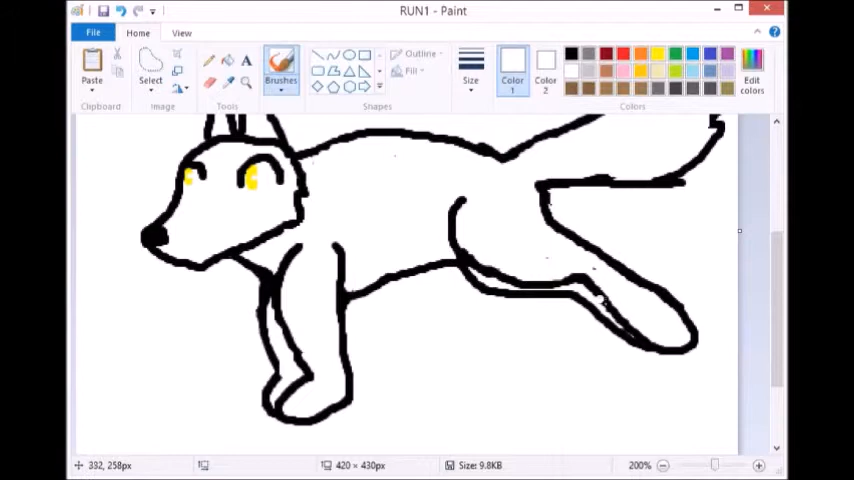 RUN1 - Paint
File Home View
Paste Select Brushes Outline Fill Size Color 1 Color 2 Edit colors
Clipboard Image Tools Shapes Colors
332, 258px 420 × 430px Size: 9.8KB 200%